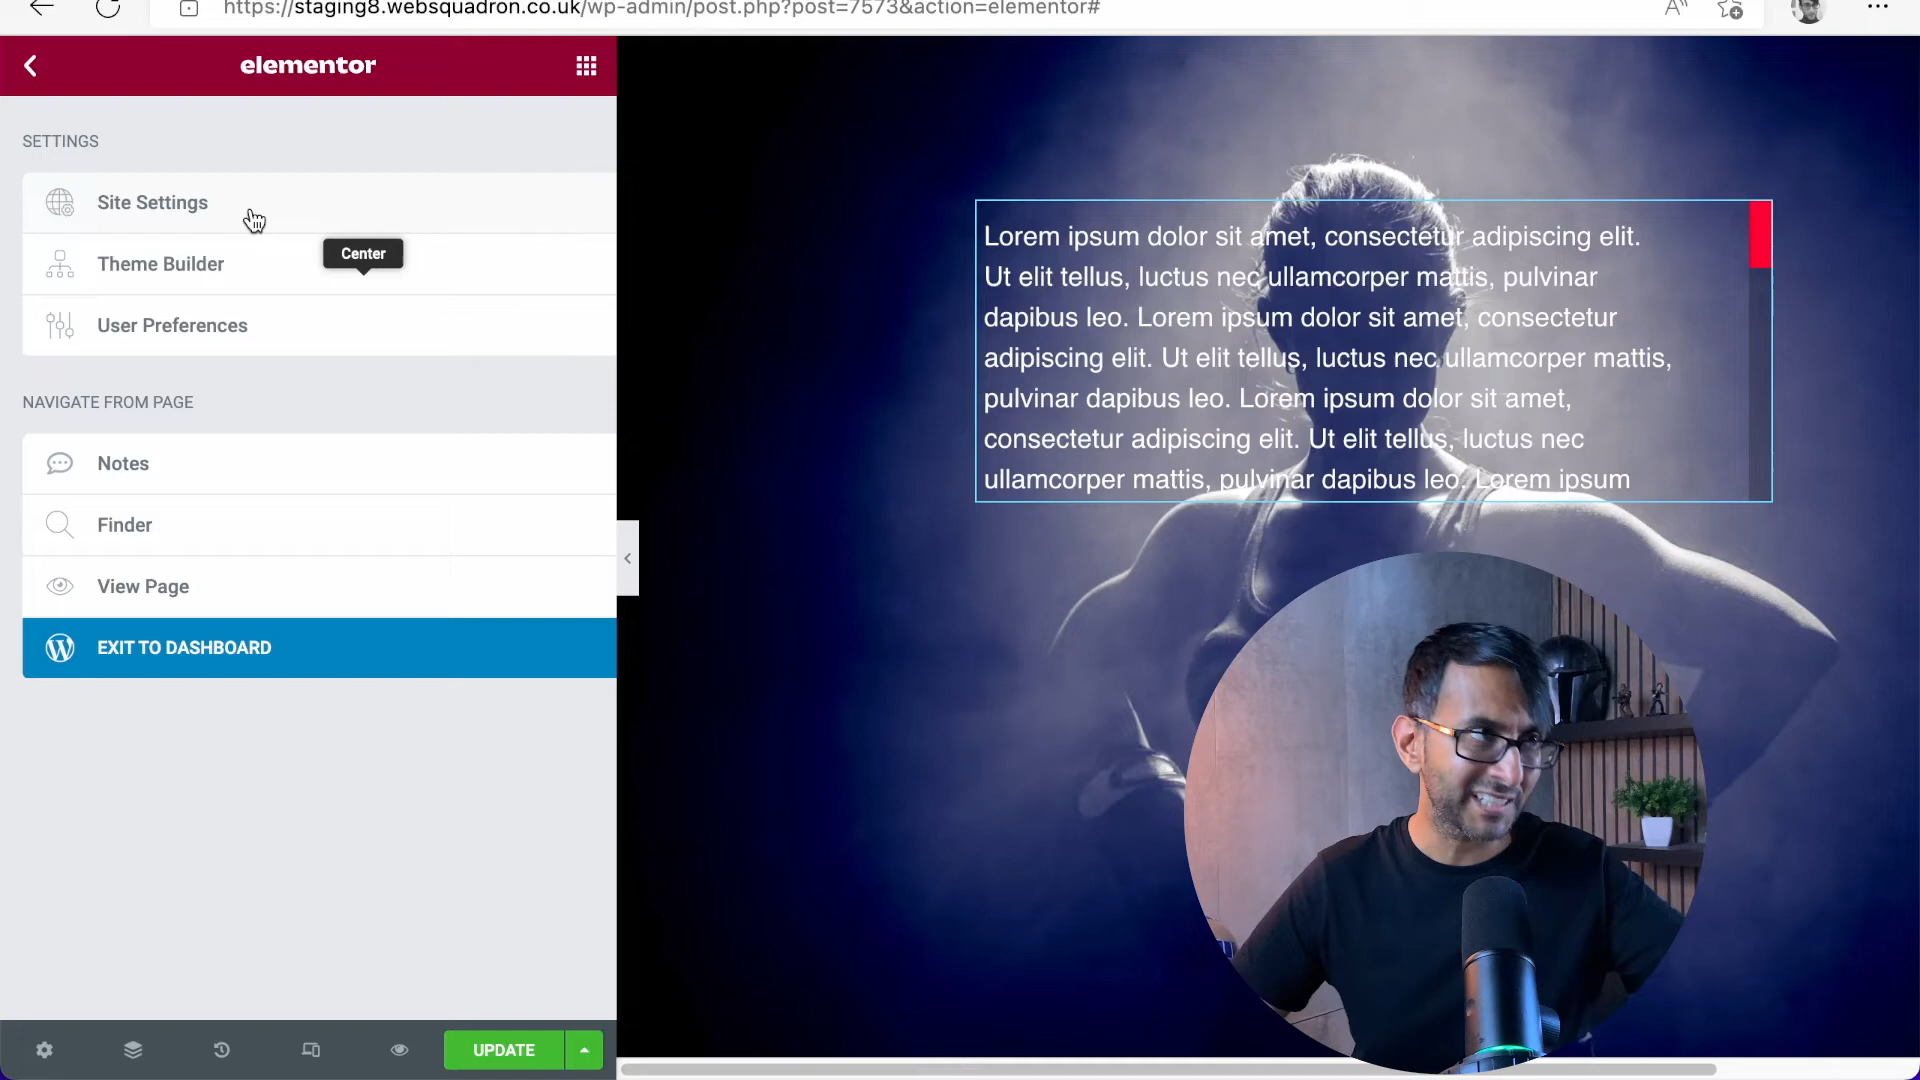 https://staging8.websquadron.co.uk/wp-admin/post.php?post=7573&action=elementor#
elementor
SETTINGS
Site Settings
Center
Theme Builder
User Preferences
NAVIGATE FROM PAGE
Notes
Finder
View Page
EXIT TO DASHBOARD
UPDATE
Lorem ipsum dolor sit amet, consectetur adipiscing elit.
Ut elit tellus, luctus nec ullamcorper mattis, pulvinar
dapibus leo. Lorem ipsum dolor sit amet, consectetur
adipiscing elit. Ut elit tellus, luctus nec ullamcorper mattis,
pulvinar dapibus leo. Lorem ipsum dolor sit amet,
consectetur adipiscing elit. Ut elit tellus, luctus nec
ullamcorper mattis, pulvinar dapibus leo. Lorem ipsum